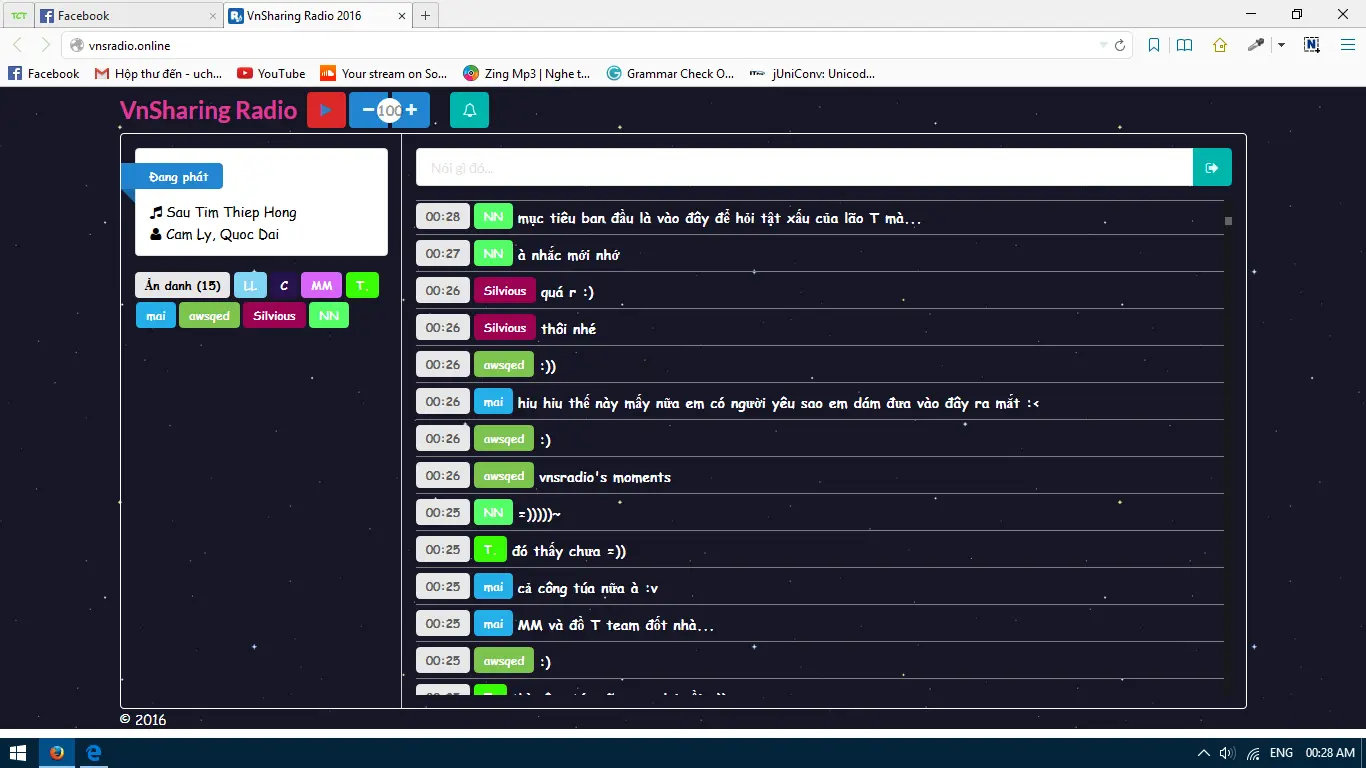 TCT
Facebook
VnSharing Radio 2016
vnsradio.online
Facebook
Hộp thư đến - uch...
YouTube
Your stream on So...
Zing Mp3 | Nghe t...
Grammar Check O...
jUniConv: Unicod...
VnSharing Radio
100
Đang phát
Sau Tim Thiep Hong
Cam Ly, Quoc Dai
Ẩn danh (15) LL C MM T.
mai awsqed Silvious NN
Nói gì đó...
00:28 NN mục tiêu ban đầu là vào đây để hỏi tật xấu của lão T mà...
00:27 NN à nhắc mới nhớ
00:26 Silvious quá r :)
00:26 Silvious thôi nhé
00:26 awsqed :))
00:26 mai hiu hiu thế này mấy nữa em có người yêu sao em dám đưa vào đây ra mắt :<
00:26 awsqed :)
00:26 awsqed vnsradio's moments
00:25 NN =)))))~
00:25 T. đó thấy chưa =))
00:25 mai cả công túa nữa à :v
00:25 mai MM và đồ T team đốt nhà...
00:25 awsqed :)
© 2016
ENG 00:28 AM